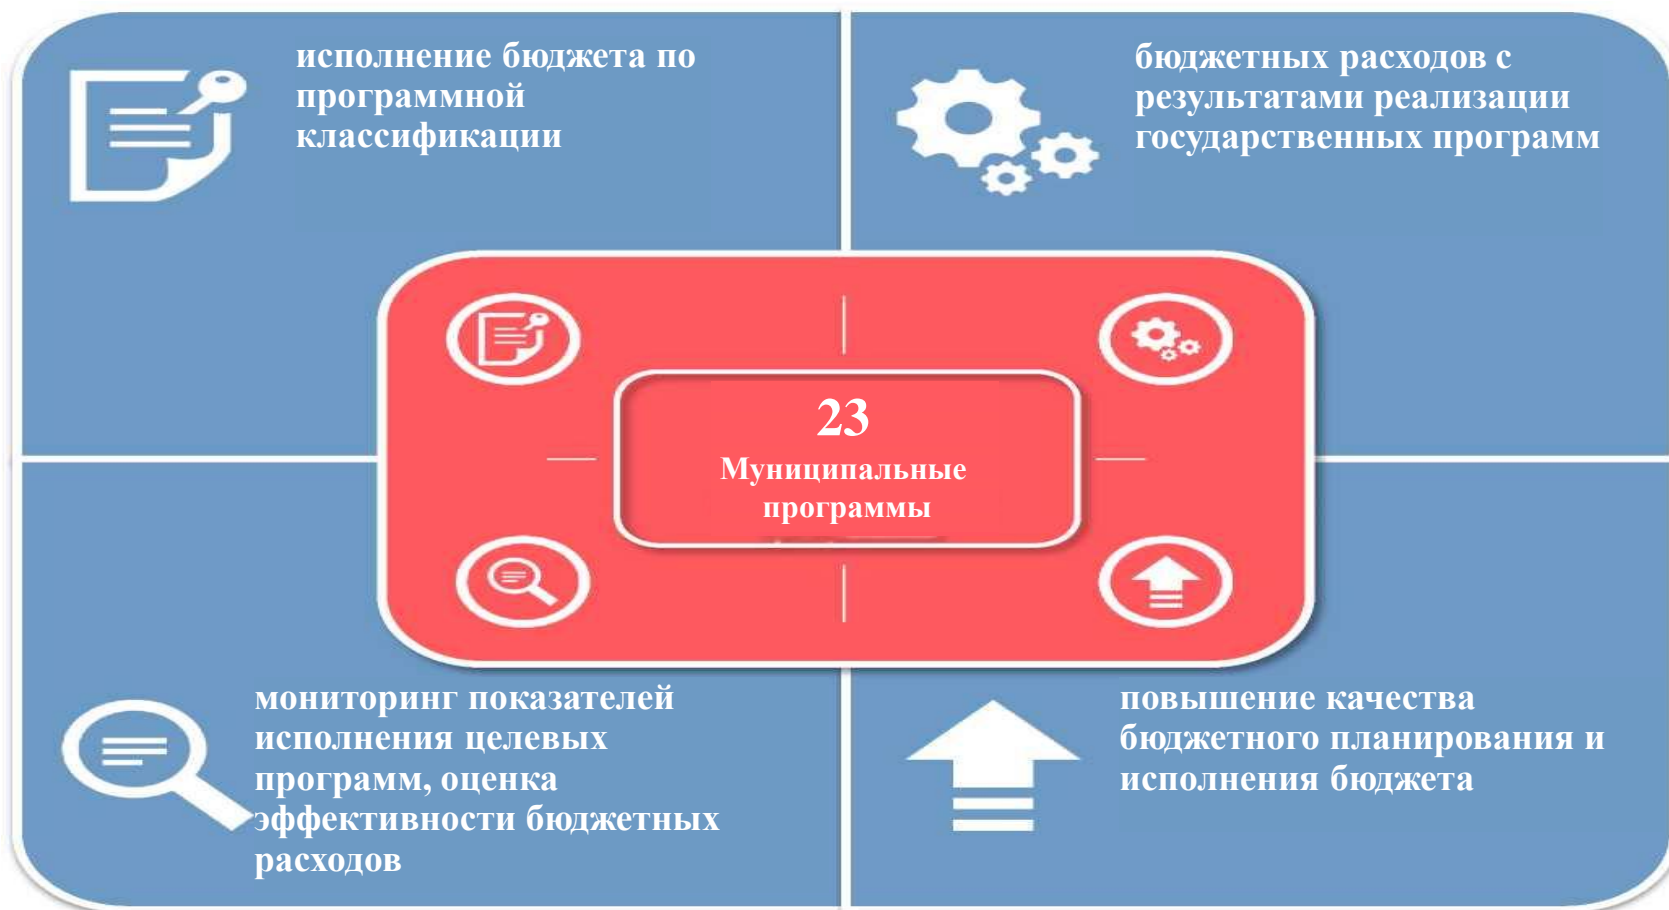 исполнение бюджета по
программной
классификации
бюджетных расходов с
результатами реализации
государственных программ
23
Муниципальные
программы
мониторинг показателей
исполнения целевых
программ, оценка
эффективности бюджетных
расходов
повышение качества
бюджетного планирования и
исполнения бюджета